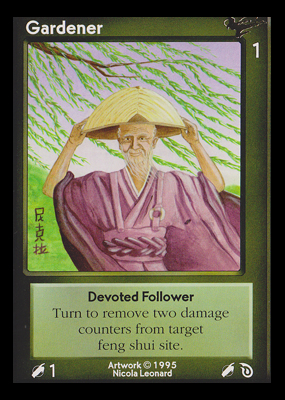 Gardener
1
Devoted Follower
Turn to remove two damage
counters from target
feng shui site.
1
Artwork © 1995
Nicola Leonard